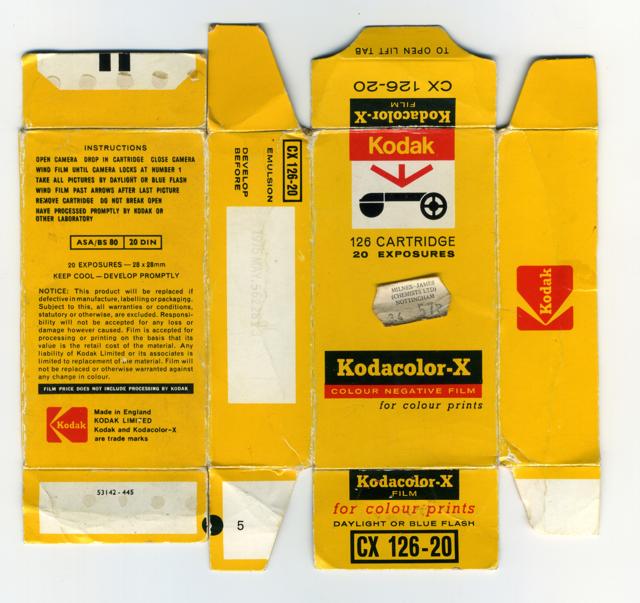 INSTRUCTIONS
OPEN CAMERA DROP IN CARTRIDGE CLOSE CAMERA
WIND FILM UNTIL CAMERA LOCKS AT NUMBER 1
TAKE ALL PICTURES BY DAYLIGHT OR BLUE FLASH
WIND FILM PAST ARROWS AFTER LAST PICTURE
REMOVE CARTRIDGE DO NOT BREAK OPEN
HAVE PROCESSED PROMPTLY BY KODAK OR
OTHER LABORATORY
ASA/BS 80 20 DIN
20 EXPOSURES — 28 x 28mm
KEEP COOL — DEVELOP PROMPTLY
NOTICE: This product will be replaced if
defective in manufacture, labelling or packaging.
Subject to this, all warranties or conditions,
statutory or otherwise, are excluded. Responsi-
bility will not be accepted for any loss or
damage however caused. Film is accepted for
processing or printing on the basis that its
value is the retail cost of the material. Any
liability of Kodak Limited or its associates is
limited to replacement of the material. Film will
not be replaced or otherwise warranted against
any change in colour.
FILM PRICE DOES NOT INCLUDE PROCESSING BY KODAK
Kodak
Made in England
KODAK LIMITED
Kodak and Kodacolor-X
are trade marks
53142 - 445
CX 126-20
EMULSION
DEVELOP
BEFORE
5
TO OPEN LIFT TAB
CX 126-20
FILM
Kodacolor-X
Kodak
126 CARTRIDGE
20 EXPOSURES
MILNES-JAMES
(CHEMISTS LTD)
NOTTINGHAM
Kodacolor-X
COLOUR NEGATIVE FILM
for colour prints
Kodacolor-X
FILM
for colour prints
DAYLIGHT OR BLUE FLASH
CX 126-20
Kodak